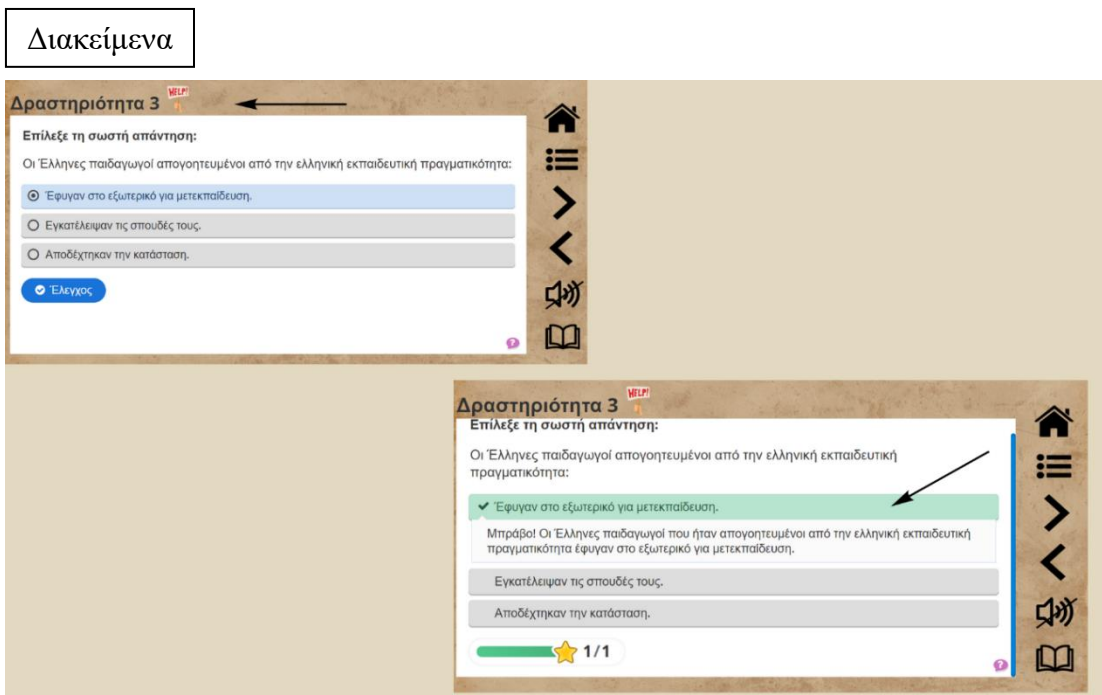 Διακείμενα
HELP!
Δραστηριότητα 3
Επίλεξε τη σωστή απάντηση:
Οι Έλληνες παιδαγωγοί απογοητευμένοι από την ελληνική εκπαιδευτική πραγματικότητα:
Έφυγαν στο εξωτερικό για μετεκπαίδευση.
Εγκατέλειψαν τις σπουδές τους.
Αποδέχτηκαν την κατάσταση.
Έλεγχος
?
HELP!
Δραστηριότητα 3
Επίλεξε τη σωστή απάντηση:
Οι Έλληνες παιδαγωγοί απογοητευμένοι από την ελληνική εκπαιδευτική
πραγματικότητα:
Έφυγαν στο εξωτερικό για μετεκπαίδευση.
Μπράβο! Οι Έλληνες παιδαγωγοί που ήταν απογοητευμένοι από την ελληνική εκπαιδευτική
πραγματικότητα έφυγαν στο εξωτερικό για μετεκπαίδευση.
Εγκατέλειψαν τις σπουδές τους.
Αποδέχτηκαν την κατάσταση.
1/1
?